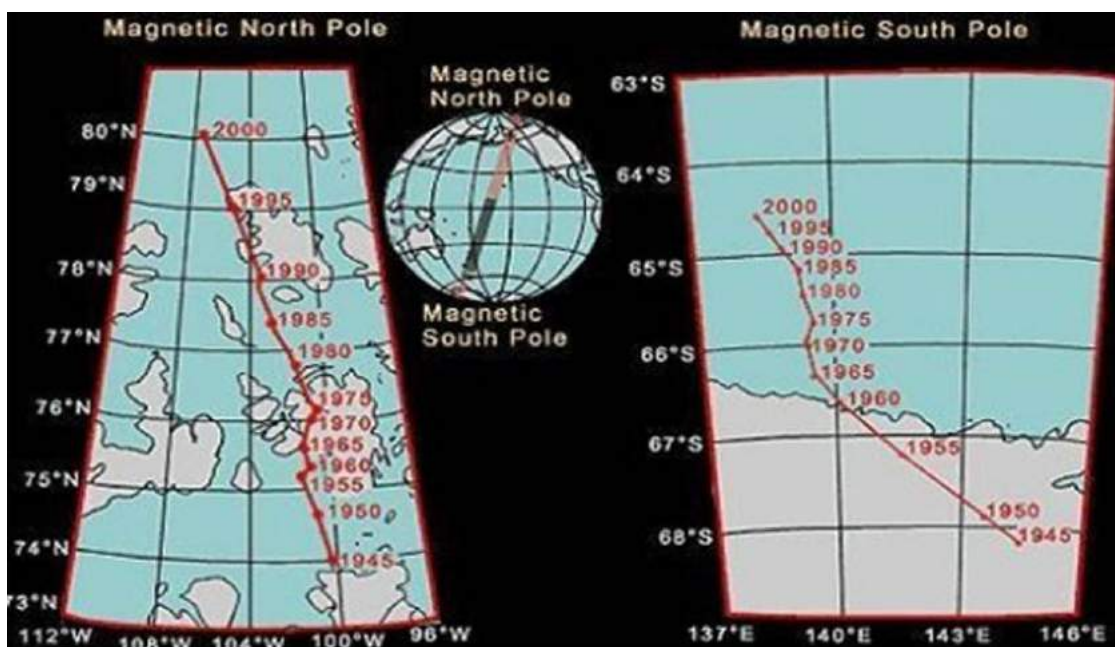 Magnetic North Pole
80°N
79°N
78°N
77°N
76°N
75°N
74°N
73°N
112°W
108°W
104°W
100°W
96°W
2000
1995
1990
1985
1980
1975
1970
1965
1960
1955
1950
1945
Magnetic
North Pole
Magnetic
South Pole
Magnetic South Pole
63°S
64°S
65°S
66°S
67°S
68°S
137°E
140°E
143°E
146°E
2000
1995
1990
1985
1980
1975
1970
1965
1960
1955
1950
1945